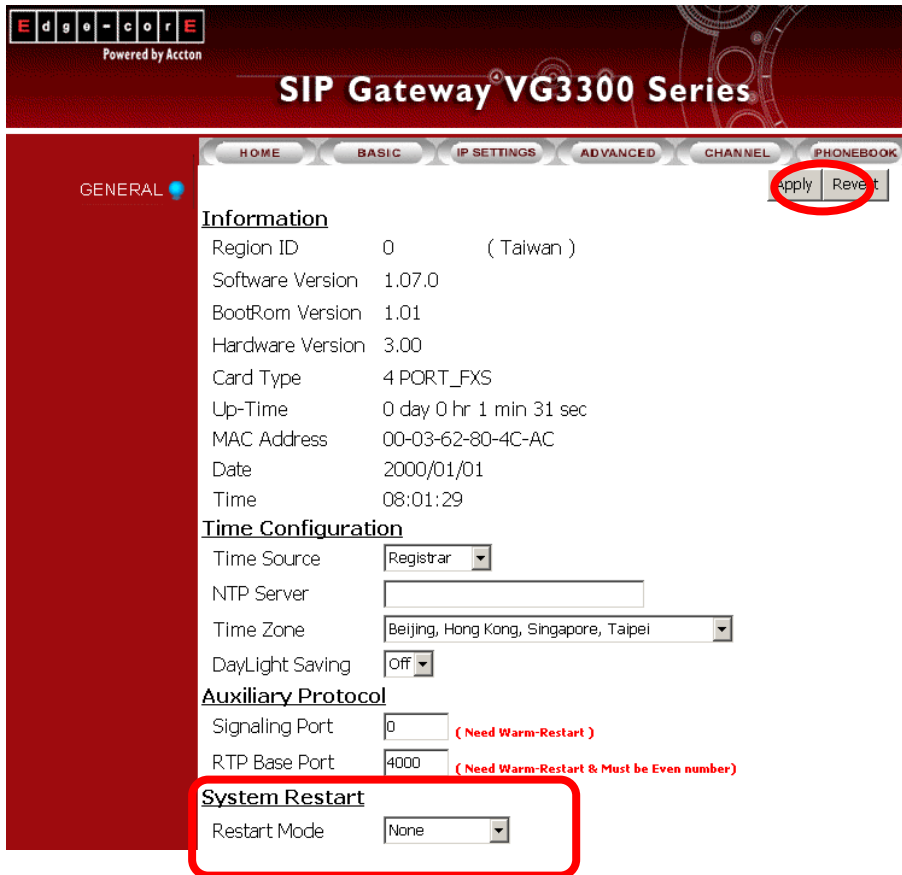 Edge-corE
Powered by Accton
SIP Gateway VG3300 Series
HOME BASIC IP SETTINGS ADVANCED CHANNEL PHONEBOOK
GENERAL
Apply Revert
Information
Region ID 0 ( Taiwan )
Software Version 1.07.0
BootRom Version 1.01
Hardware Version 3.00
Card Type 4 PORT_FXS
Up-Time 0 day 0 hr 1 min 31 sec
MAC Address 00-03-62-80-4C-AC
Date 2000/01/01
Time 08:01:29
Time Configuration
Time Source Registrar
NTP Server
Time Zone Beijing, Hong Kong, Singapore, Taipei
DayLight Saving Off
Auxiliary Protocol
Signaling Port 0 ( Need Warm-Restart )
RTP Base Port 4000 ( Need Warm-Restart & Must be Even number)
System Restart
Restart Mode None